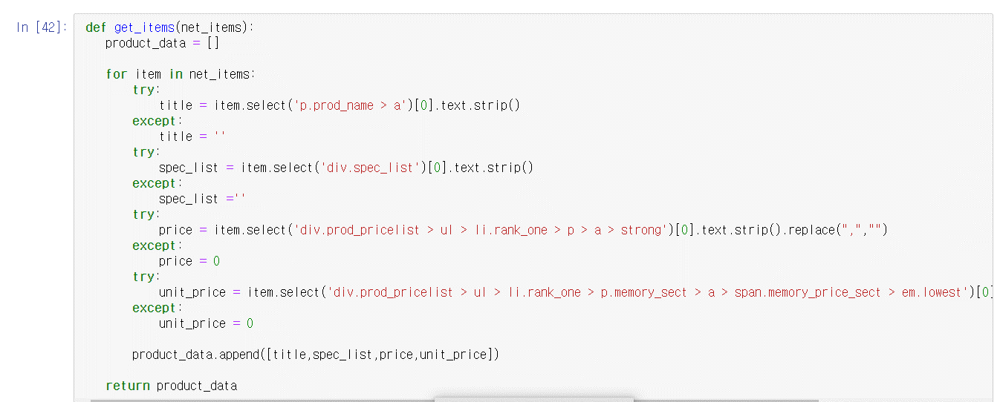 In [42]:
def get_items(net_items):
    product_data = []

    for item in net_items:
        try:
            title = item.select('p.prod_name > a')[0].text.strip()
        except:
            title = ''
        try:
            spec_list = item.select('div.spec_list')[0].text.strip()
        except:
            spec_list =''
        try:
            price = item.select('div.prod_pricelist > ul > li.rank_one > p > a > strong')[0].text.strip().replace(",","")
        except:
            price = 0
        try:
            unit_price = item.select('div.prod_pricelist > ul > li.rank_one > p.memory_sect > a > span.memory_price_sect > em.lowest')[0]
        except:
            unit_price = 0

        product_data.append([title,spec_list,price,unit_price])

    return product_data